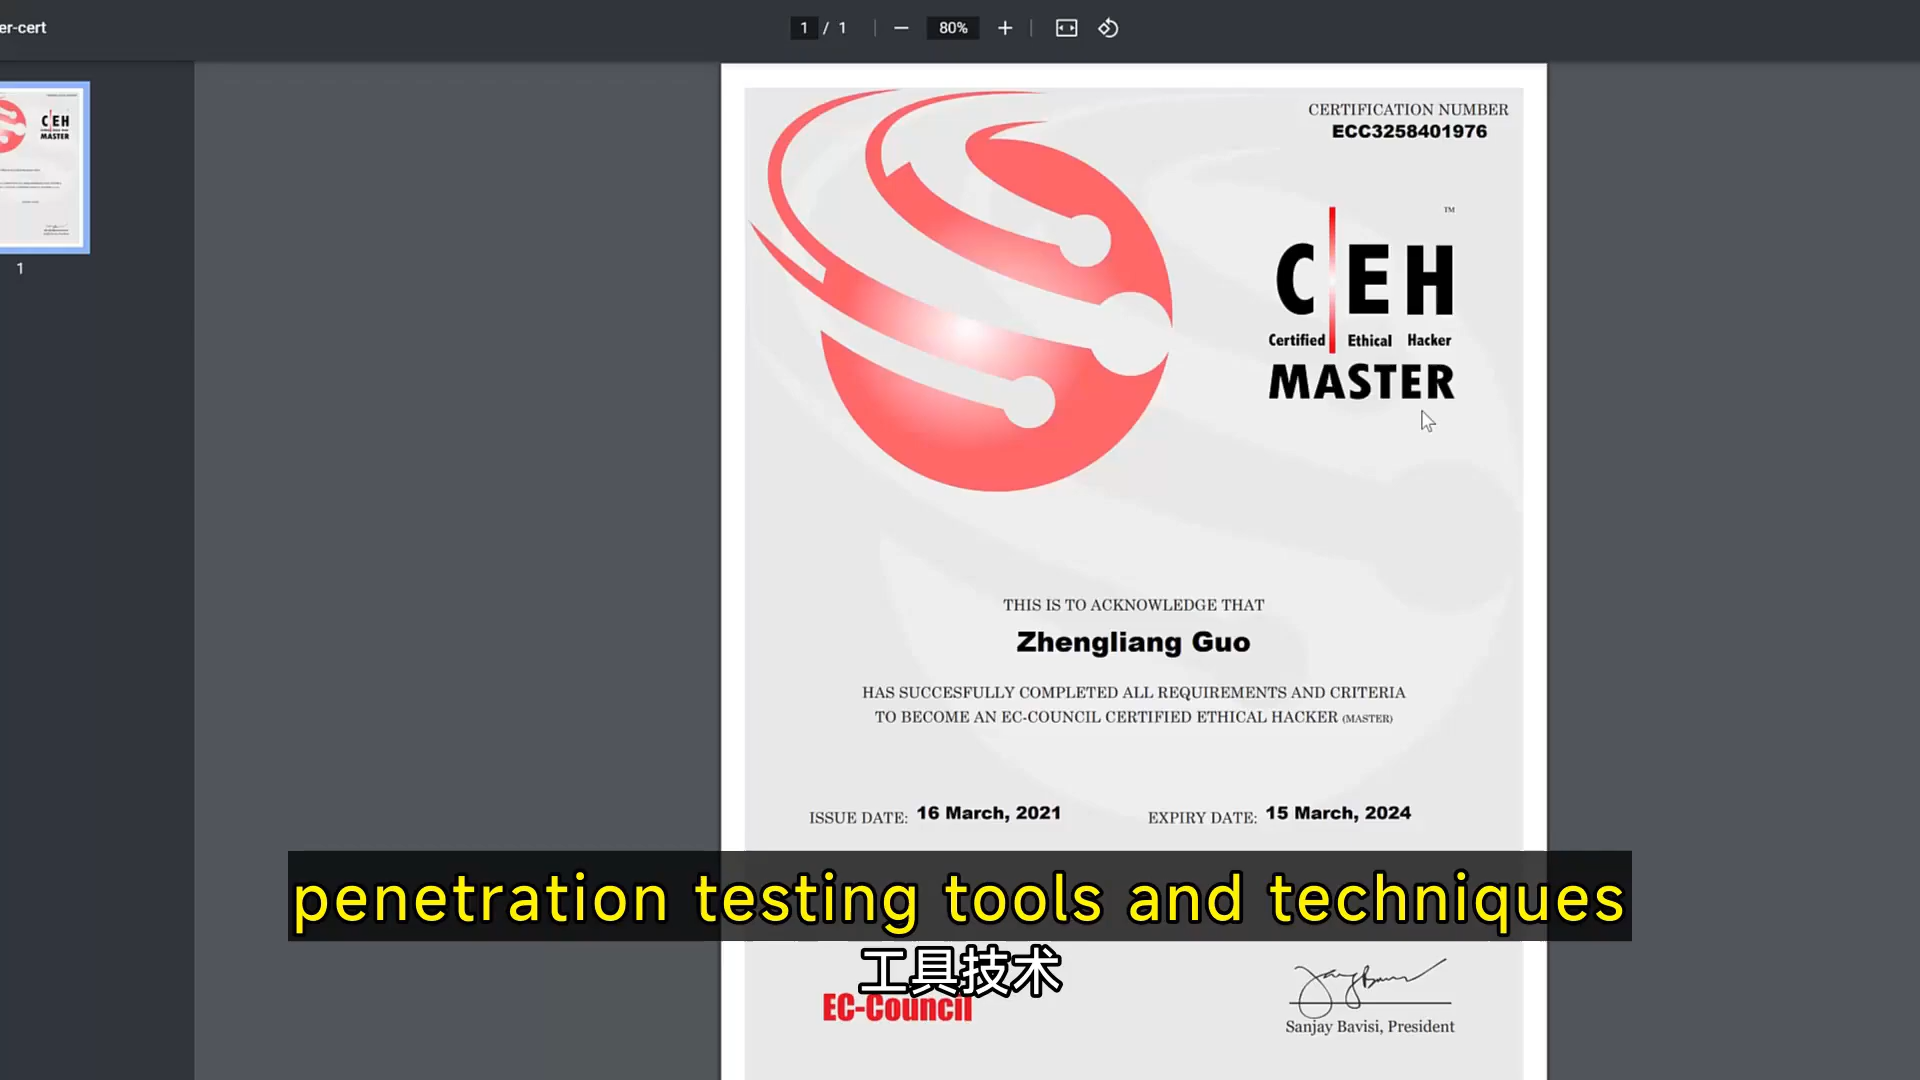 er-cert
1 / 1
80%
CEH
MASTER
1
CERTIFICATION NUMBER
ECC3258401976
TM
CEH
Certified Ethical Hacker
MASTER
THIS IS TO ACKNOWLEDGE THAT
Zhengliang Guo
HAS SUCCESFULLY COMPLETED ALL REQUIREMENTS AND CRITERIA
TO BECOME AN EC-COUNCIL CERTIFIED ETHICAL HACKER (MASTER)
ISSUE DATE: 16 March, 2021
EXPIRY DATE: 15 March, 2024
penetration testing tools and techniques
工具技术
EC-Council
Sanjay Bavisi, President